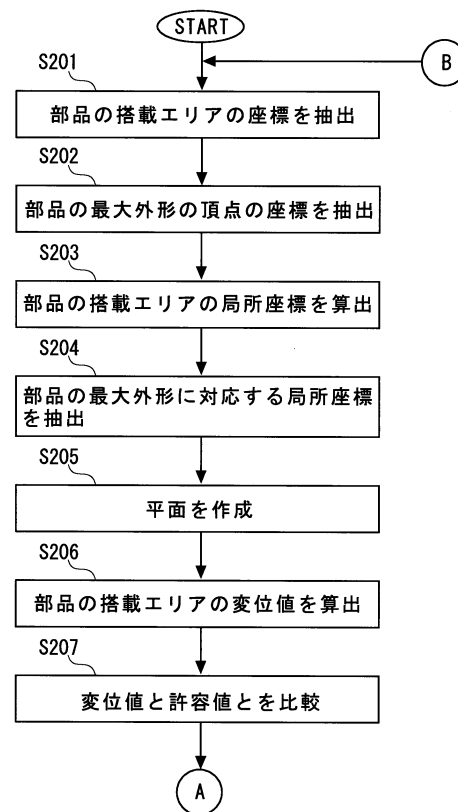 START
B
S201
部品の搭載エリアの座標を抽出
S202
部品の最大外形の頂点の座標を抽出
S203
部品の搭載エリアの局所座標を算出
S204
部品の最大外形に対応する局所座標
を抽出
S205
平面を作成
S206
部品の搭載エリアの変位値を算出
S207
変位値と許容値とを比較
A